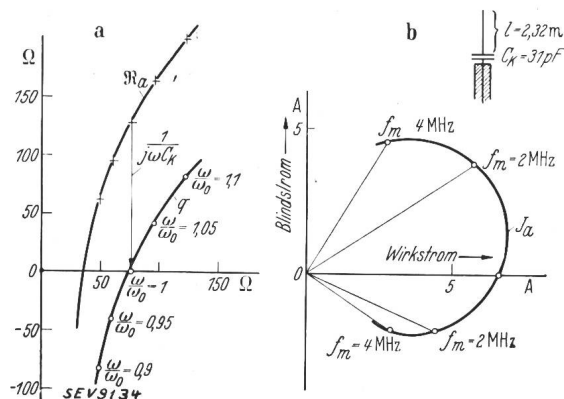 a
Ω
ℜa
150
100
50
0
-50
-100
1/jωC_K
ω/ω₀ = 1,1
q
ω/ω₀ = 1,05
50
Ω
150
ω/ω₀ = 1
ω/ω₀ = 0,95
ω/ω₀ = 0,9
SEV9134
b
l = 2,32 m
C_K = 31 pF
A
5
Blindstrom
f_m 4 MHz
f_m = 2 MHz
J_a
Wirkstrom
0
5
A
f_m = 4 MHz
f_m = 2 MHz